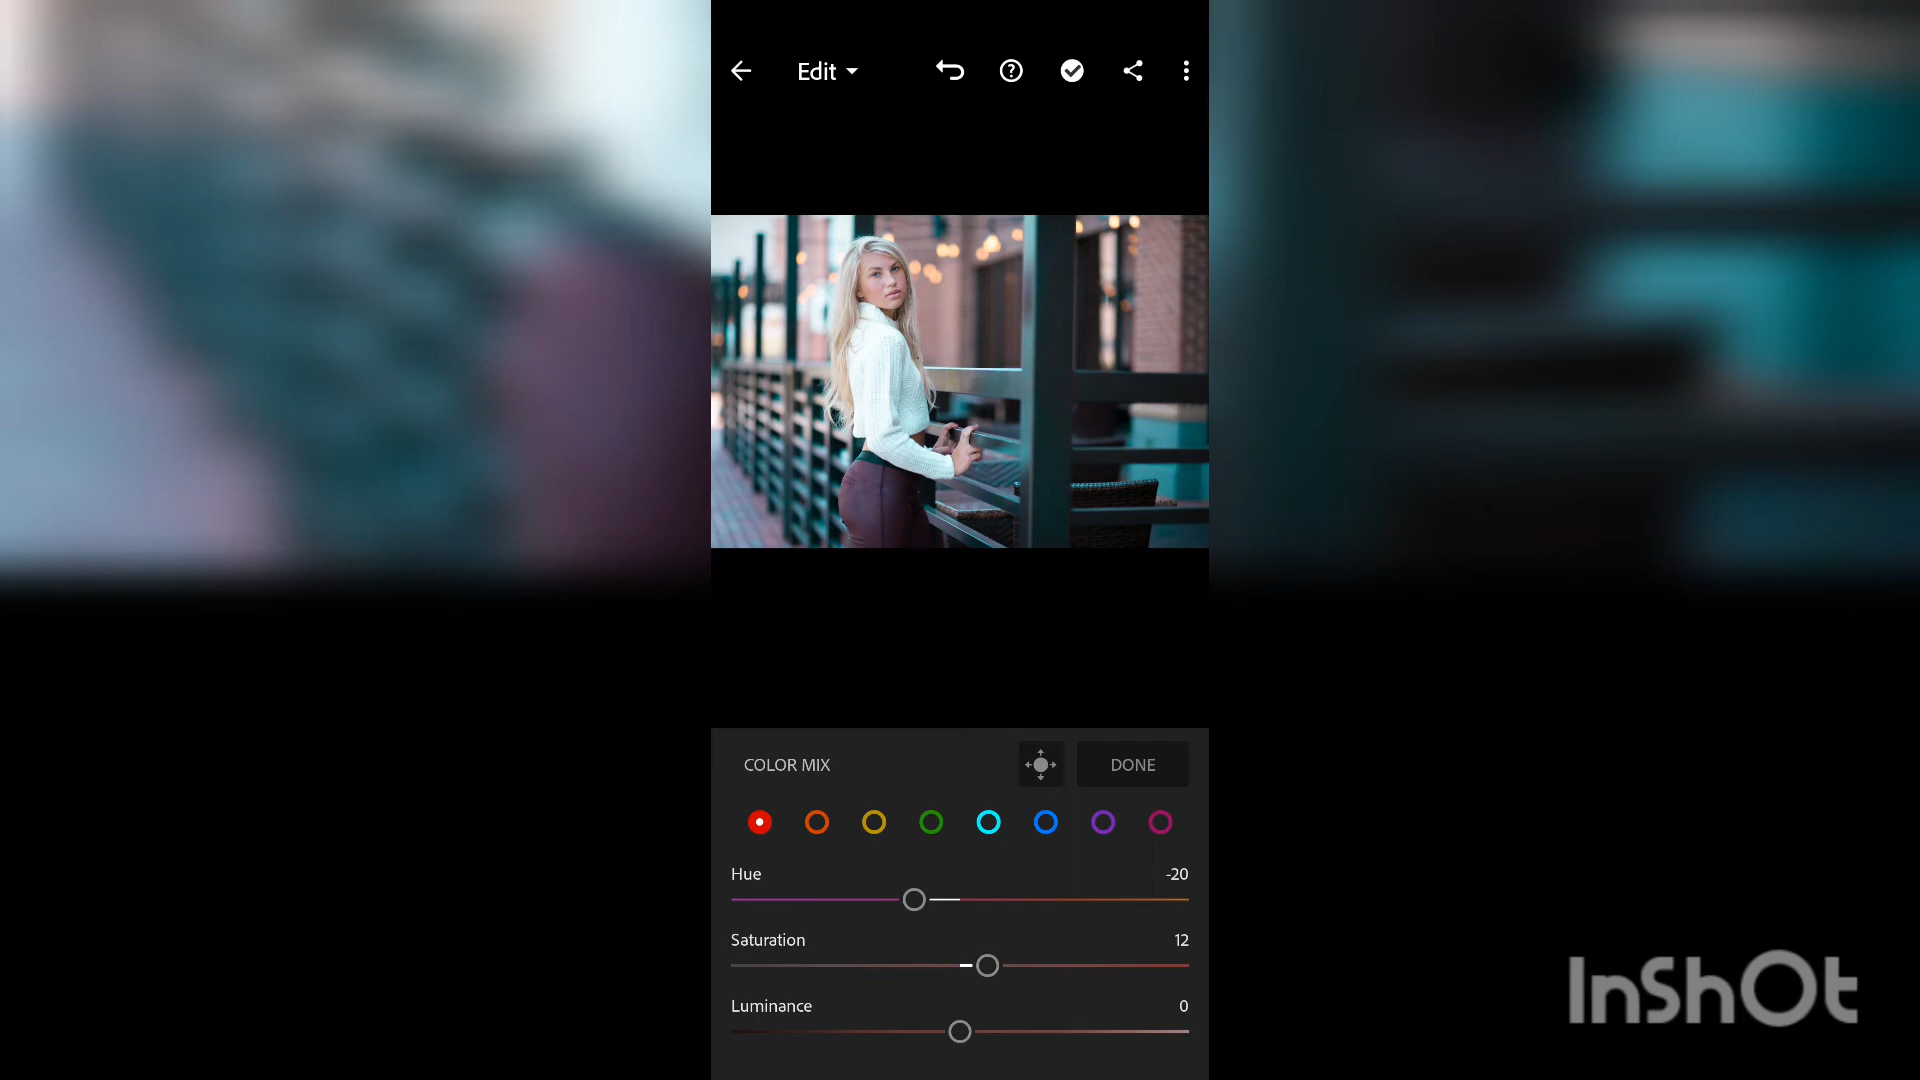 Edit
COLOR MIX
DONE
Hue -20
Saturation 12
Luminance 0
InShOt